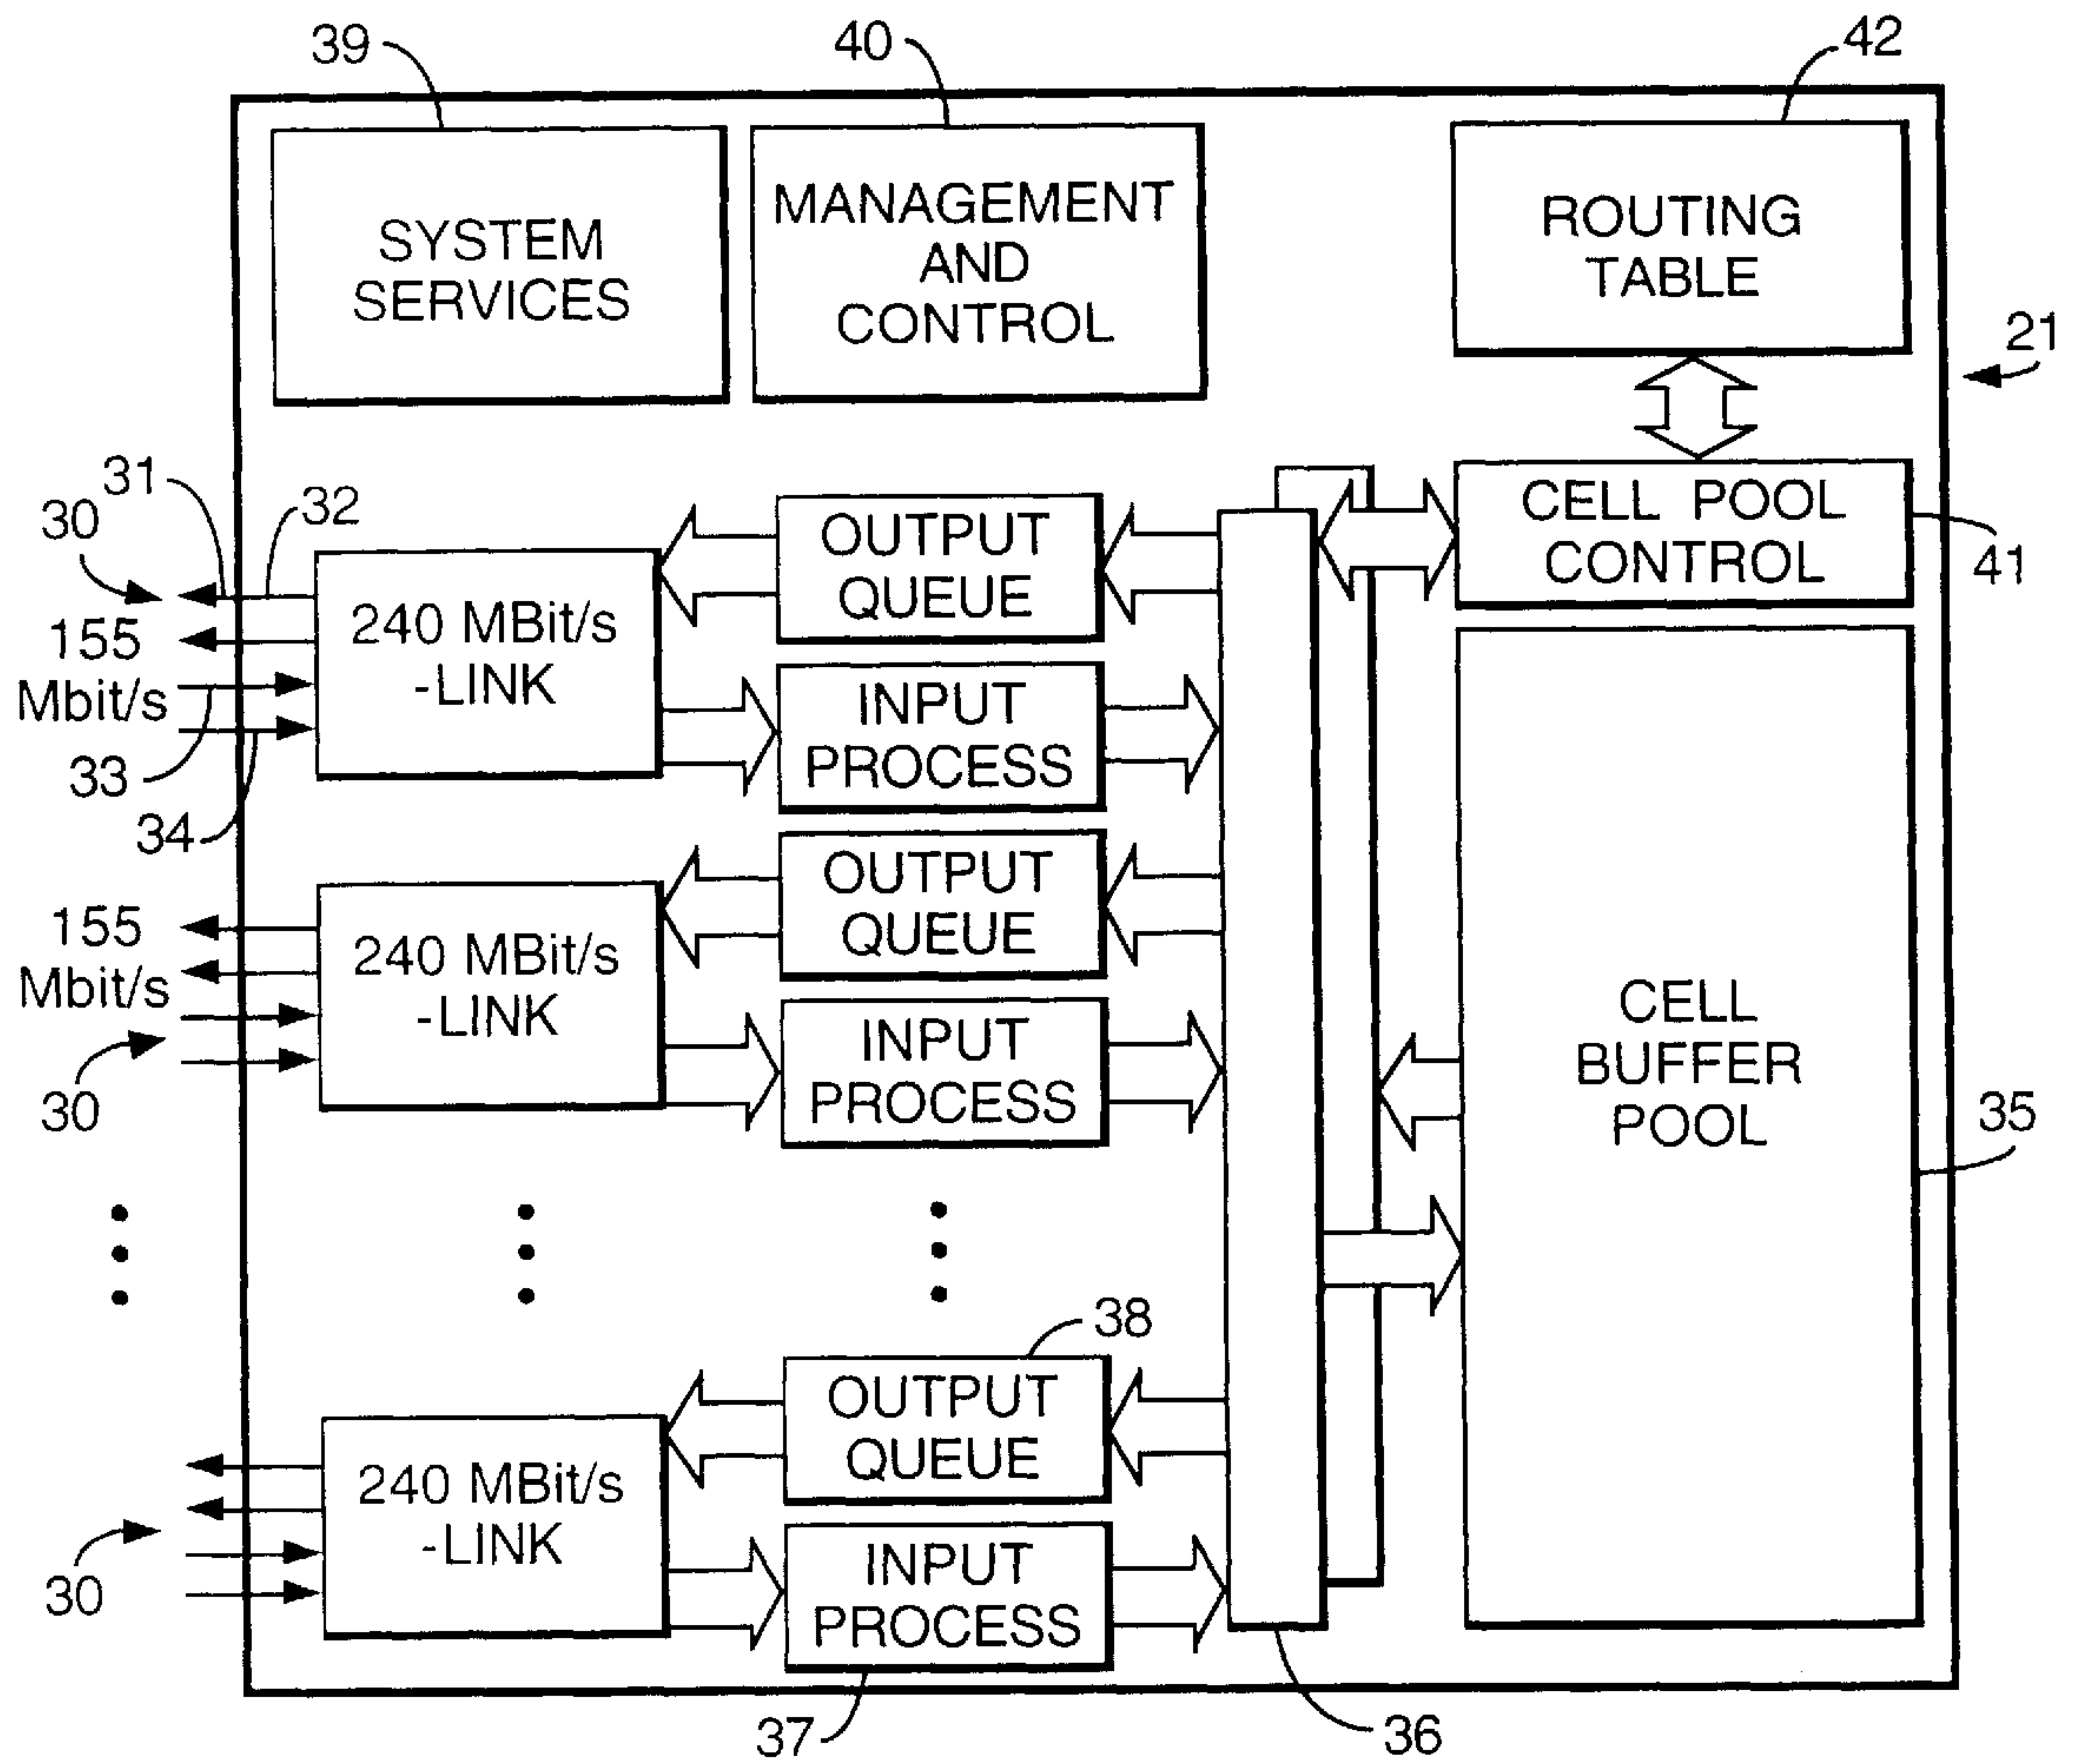 39
40
42
SYSTEM
SERVICES
MANAGEMENT
AND
CONTROL
ROUTING
TABLE
21
31
32
30
155
Mbit/s
33
34
240 MBit/s
-LINK
OUTPUT
QUEUE
INPUT
PROCESS
CELL POOL
CONTROL
41
155
Mbit/s
30
240 MBit/s
-LINK
OUTPUT
QUEUE
INPUT
PROCESS
CELL
BUFFER
POOL
35
38
30
240 MBit/s
-LINK
OUTPUT
QUEUE
INPUT
PROCESS
37
36